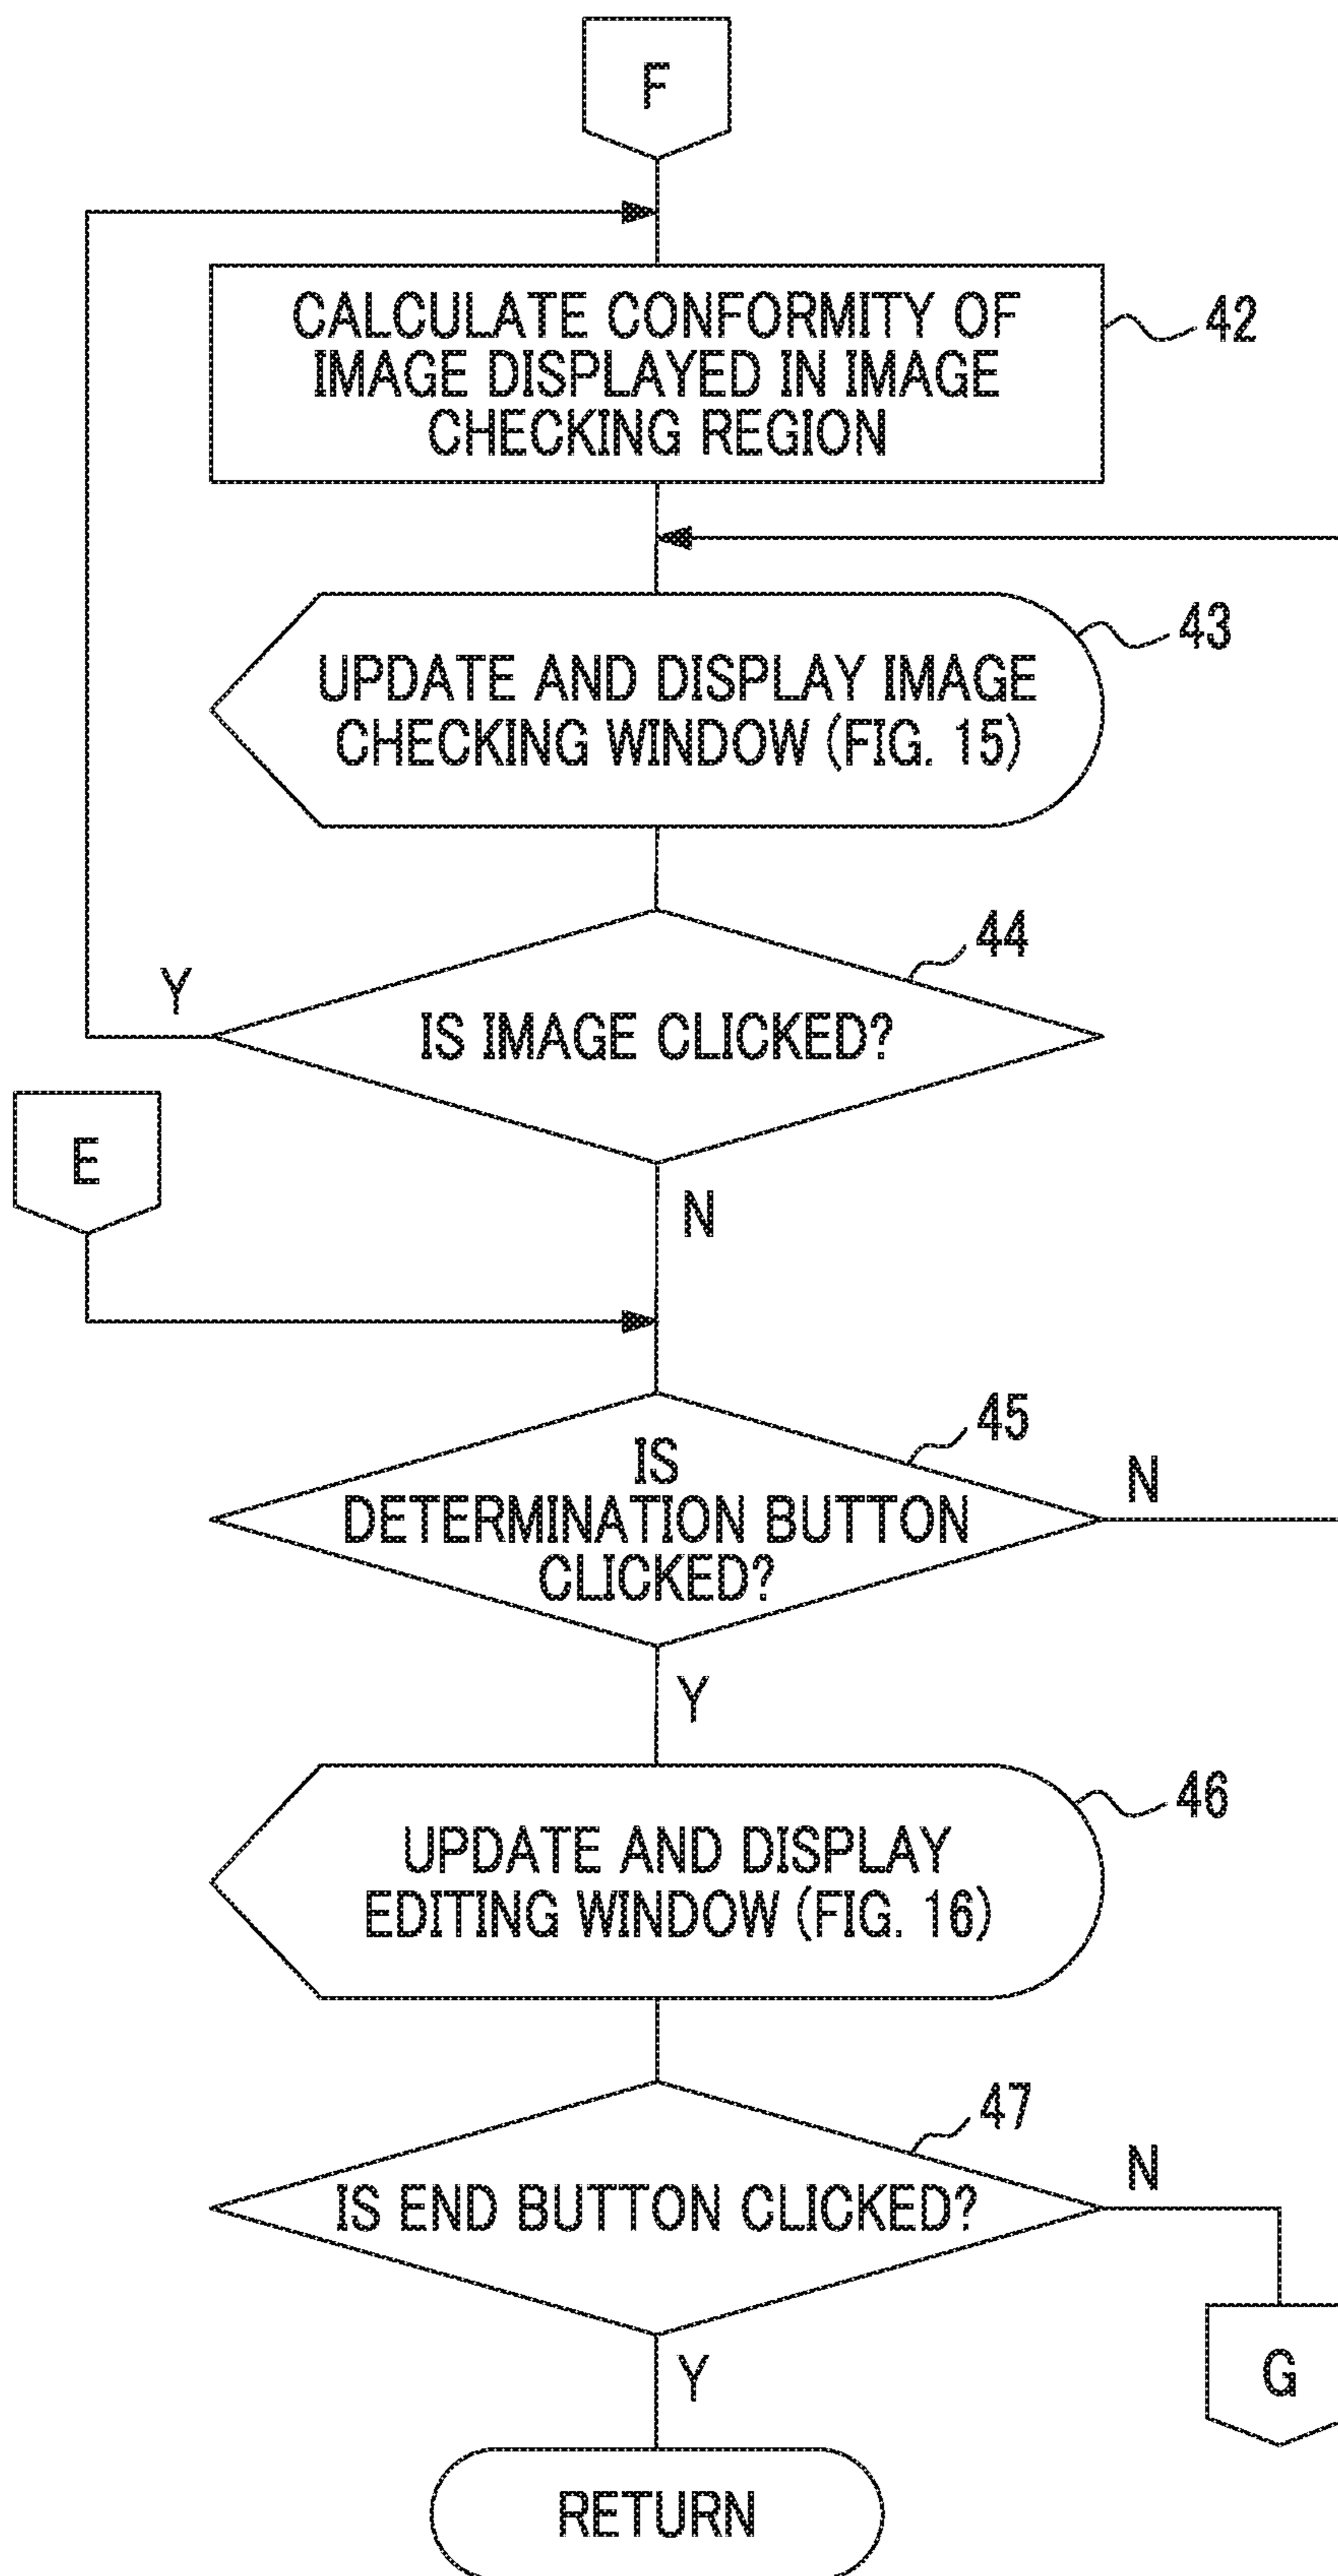 F
CALCULATE CONFORMITY OF
IMAGE DISPLAYED IN IMAGE
CHECKING REGION
42
UPDATE AND DISPLAY IMAGE
CHECKING WINDOW (FIG. 15)
43
44
Y
IS IMAGE CLICKED?
E
N
45
IS
DETERMINATION BUTTON
CLICKED?
N
Y
46
UPDATE AND DISPLAY
EDITING WINDOW (FIG. 16)
47
IS END BUTTON CLICKED?
N
Y
G
RETURN